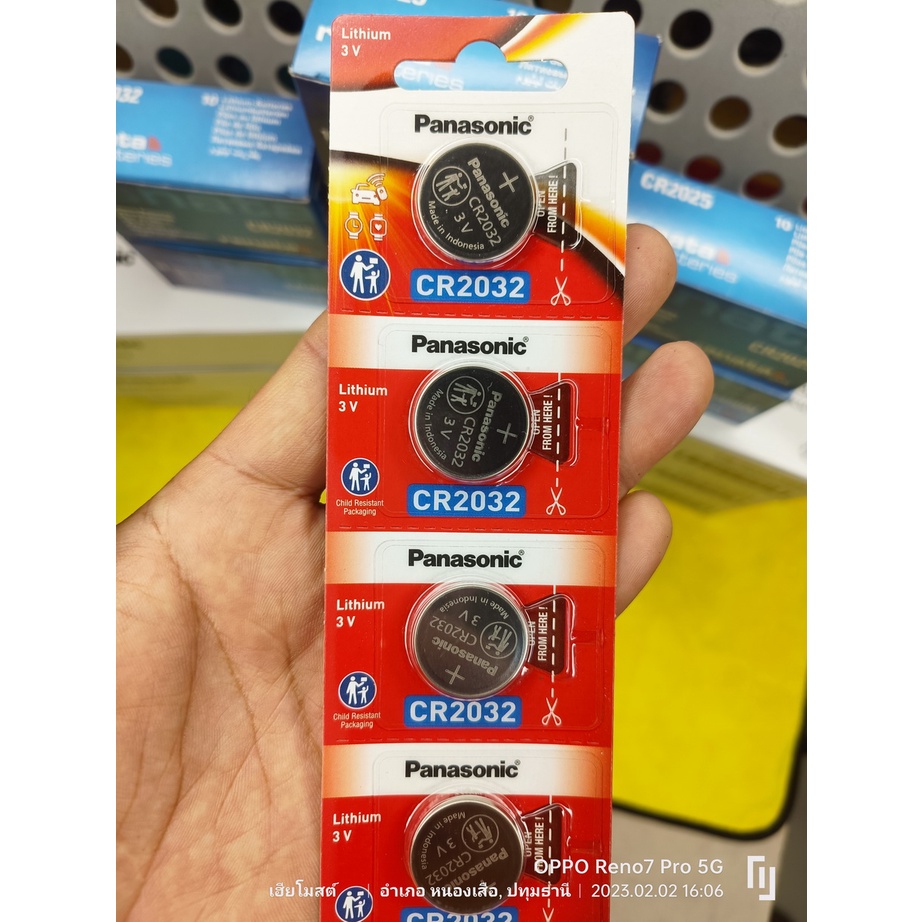 Lithium
3 V
Panasonic®
Panasonic
CR2032
3 V
Made in Indonesia
OPEN
FROM HERE !
CR2032
Panasonic®
Lithium
3 V
Panasonic
CR2032
3 V
Made in Indonesia
OPEN
FROM HERE !
Child Resistant
Packaging
CR2032
Panasonic®
Lithium
3 V
Made in Indonesia
3 V
CR2032
Panasonic
OPEN
FROM HERE !
Child Resistant
Packaging
CR2032
Panasonic®
Lithium
3 V
Made in Indonesia
3 V
CR2032
Panasonic
OPEN
FROM HERE !
CR2032
CR2025
10
OPPO Reno7 Pro 5G
เฮียโมสต์ | อำเภอ หนองเสือ, ปทุมธานี | 2023.02.02 16:06